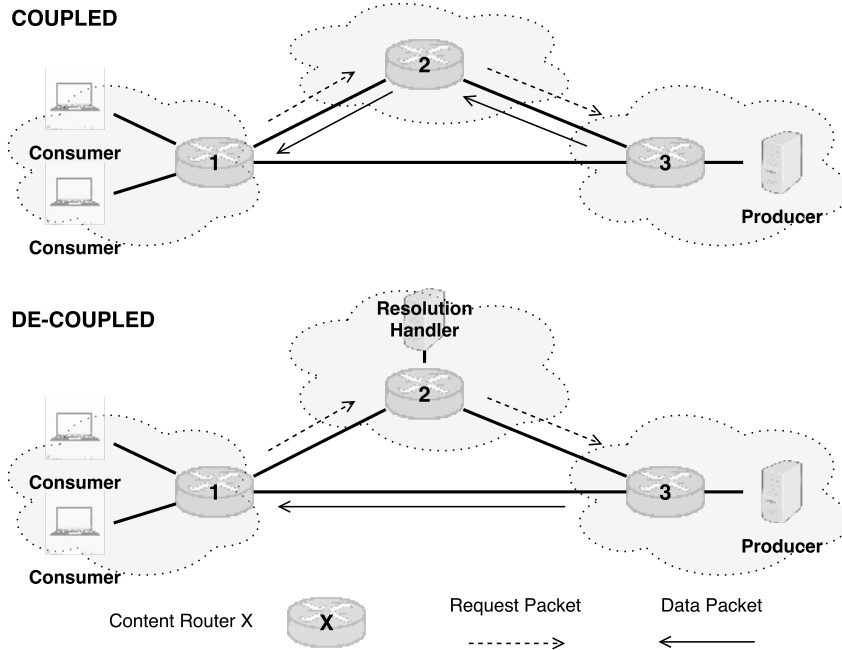 COUPLED
2
Consumer
1
3
Consumer
Producer
DE-COUPLED
Resolution
Handler
2
Consumer
1
3
Consumer
Producer
Content Router X
X
Request Packet
Data Packet